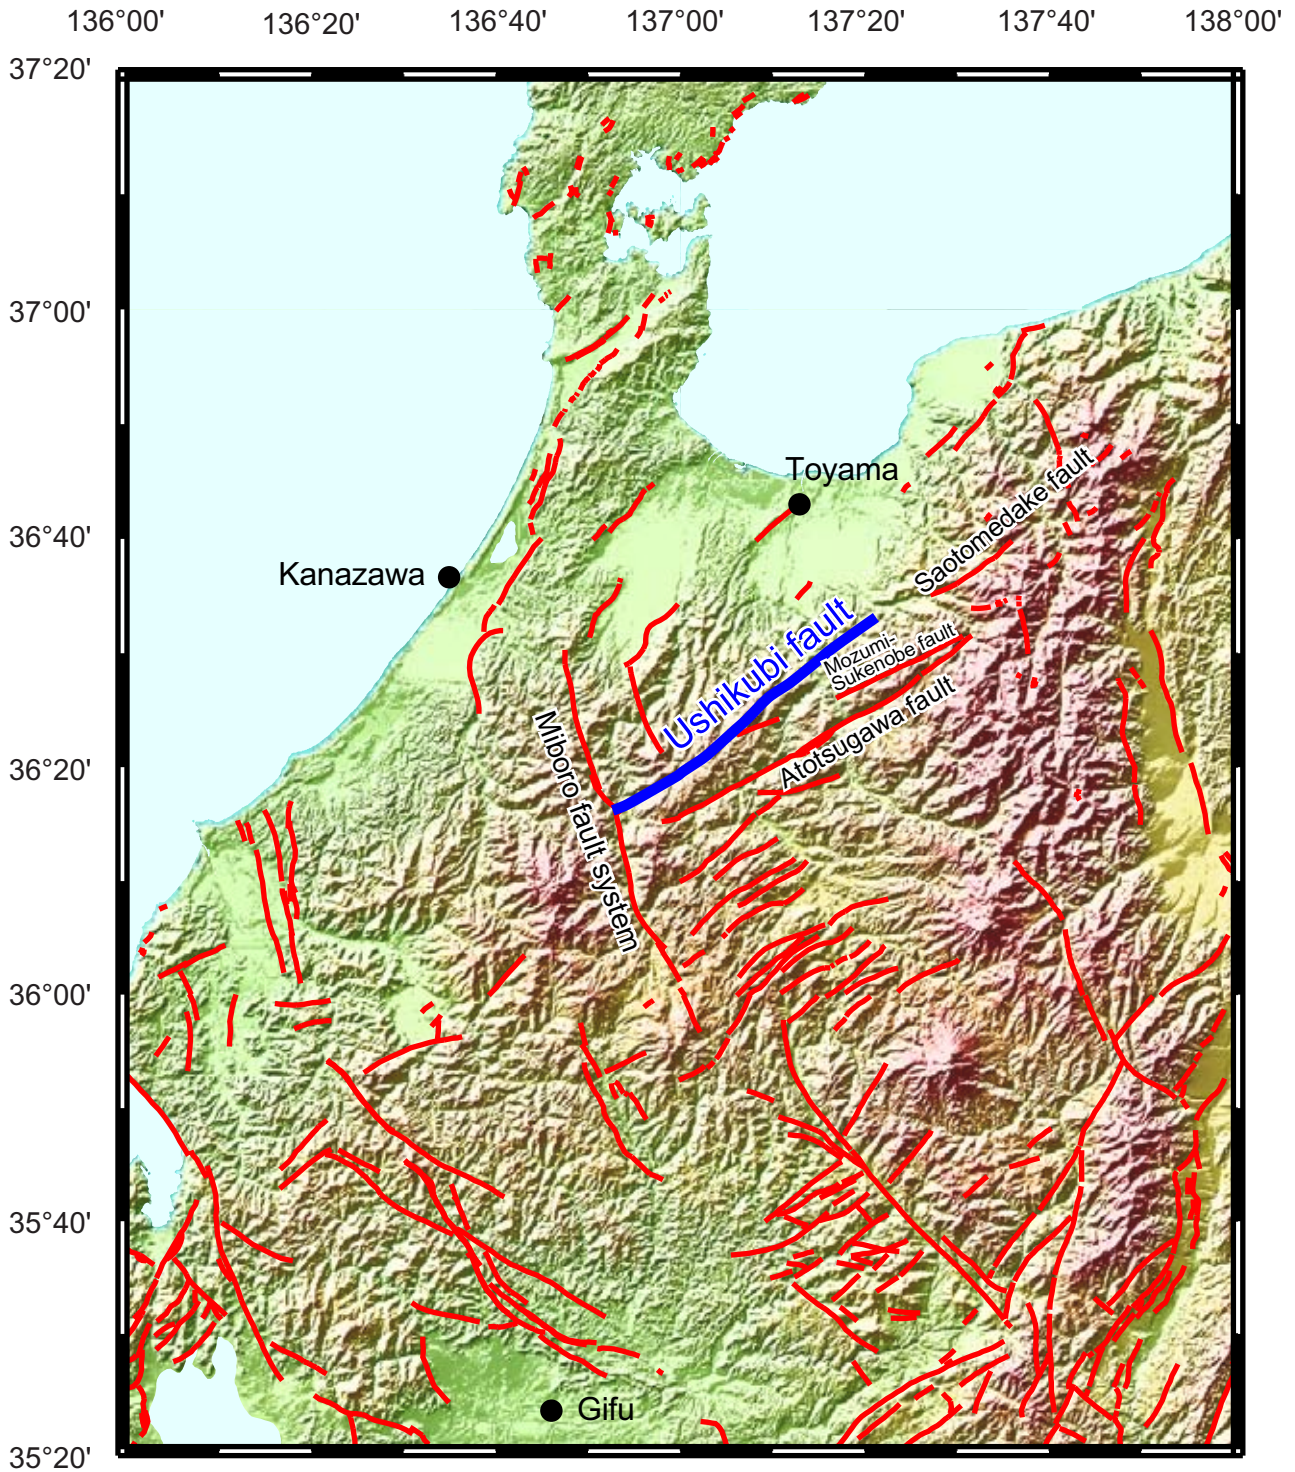 136°00'
136°20'
136°40'
137°00'
137°20'
137°40'
138°00'
37°20'
37°00'
Toyama
Saotomedake fault
36°40'
Kanazawa
Ushikubi fault
Mozumi-
Sukenobe fault
Atotsugawa fault
Miboro fault system
36°20'
36°00'
35°40'
Gifu
35°20'